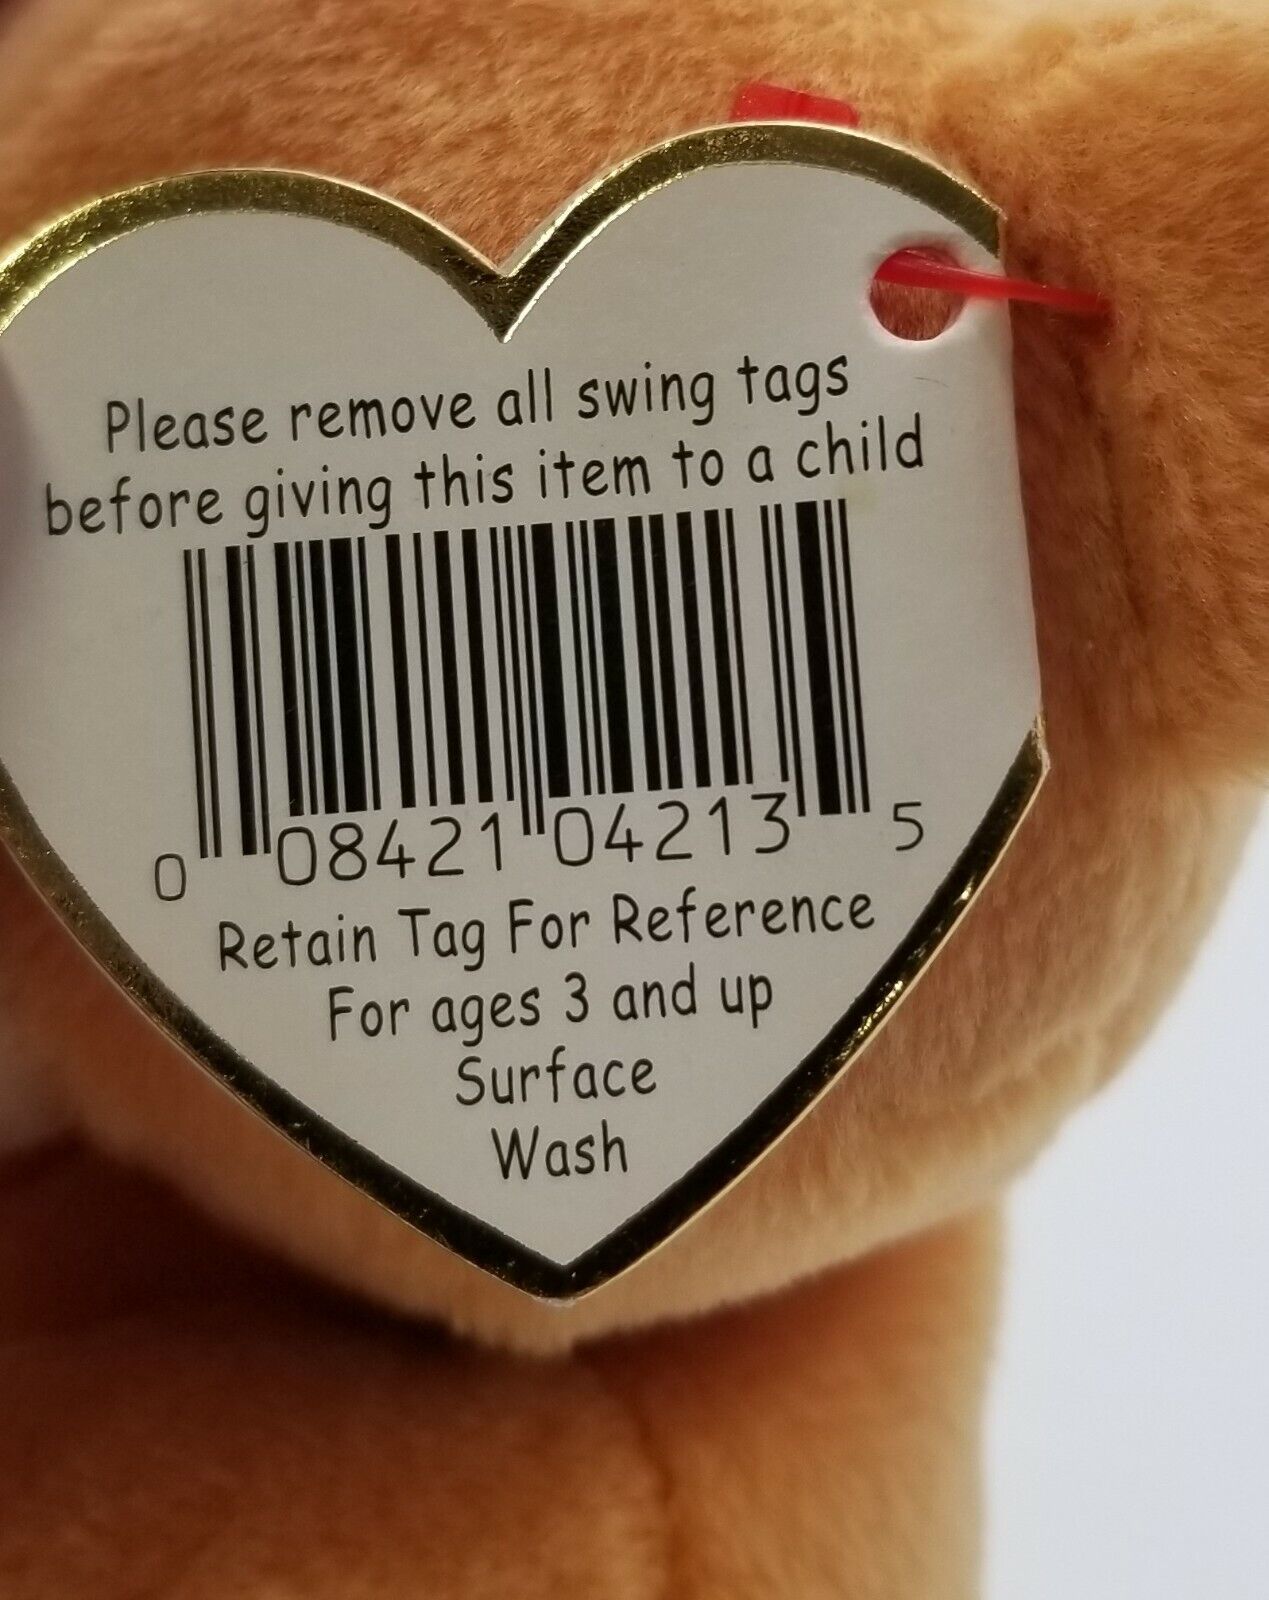 Please remove all swing tags
before giving this item to a child
0 08421 04213 5
Retain Tag For Reference
For ages 3 and up
Surface
Wash